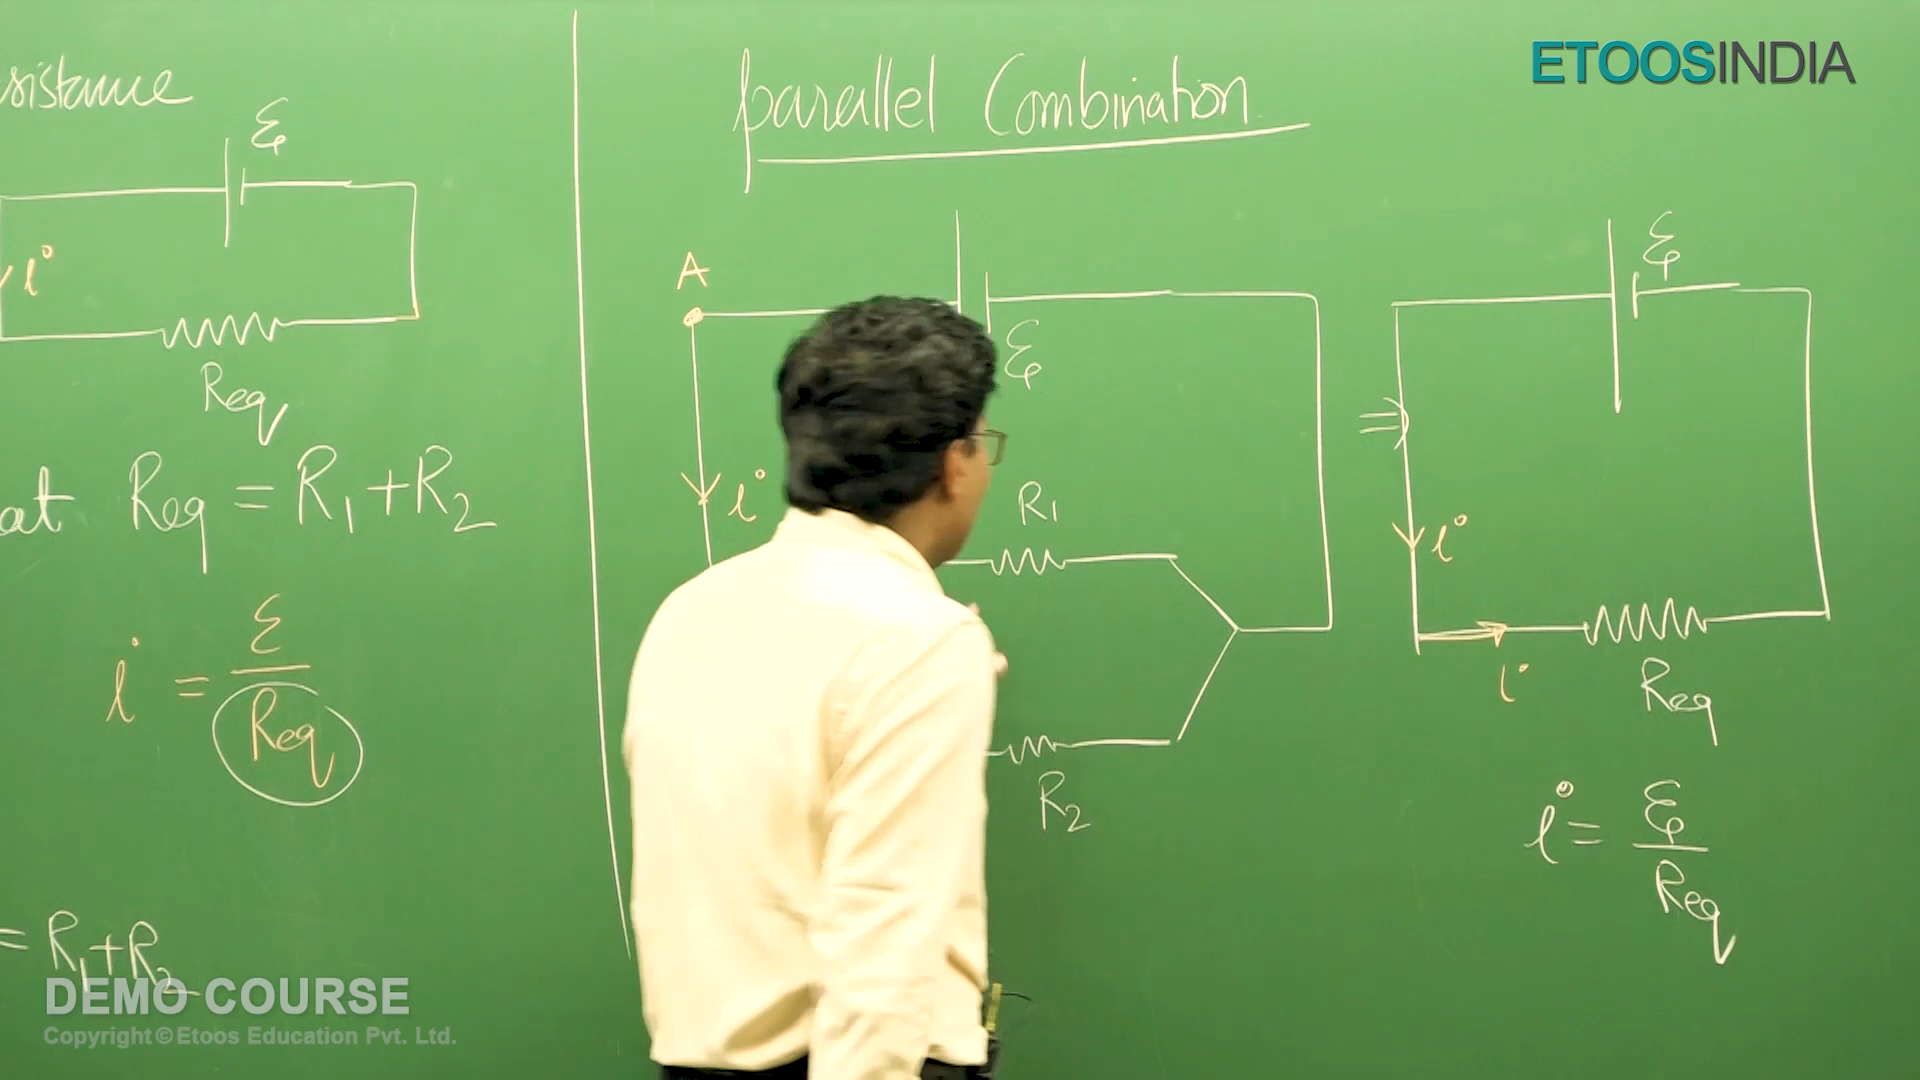 ETOOSINDIA
sistance
ε
i
Req
at Req = R1 + R2
i = ε/Req
= R1 + R2
parallel Combination
A
ε
i
R1
R2
⇒
ε
i
i
Req
i = ε/Req
DEMO COURSE
Copyright © Etoos Education Pvt. Ltd.